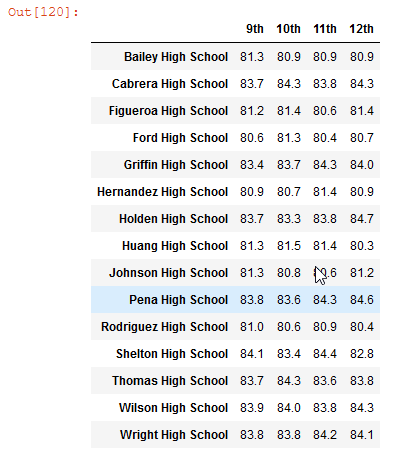 Out[120]:
9th 10th 11th 12th
Bailey High School 81.3 80.9 80.9 80.9
Cabrera High School 83.7 84.3 83.8 84.3
Figueroa High School 81.2 81.4 80.6 81.4
Ford High School 80.6 81.3 80.4 80.7
Griffin High School 83.4 83.7 84.3 84.0
Hernandez High School 80.9 80.7 81.4 80.9
Holden High School 83.7 83.3 83.8 84.7
Huang High School 81.3 81.5 81.4 80.3
Johnson High School 81.3 80.8 81.2
Pena High School 83.8 83.6 84.3 84.6
Rodriguez High School 81.0 80.6 80.9 80.4
Shelton High School 84.1 83.4 84.4 82.8
Thomas High School 83.7 84.3 83.6 83.8
Wilson High School 83.9 84.0 83.8 84.3
Wright High School 83.8 83.8 84.2 84.1